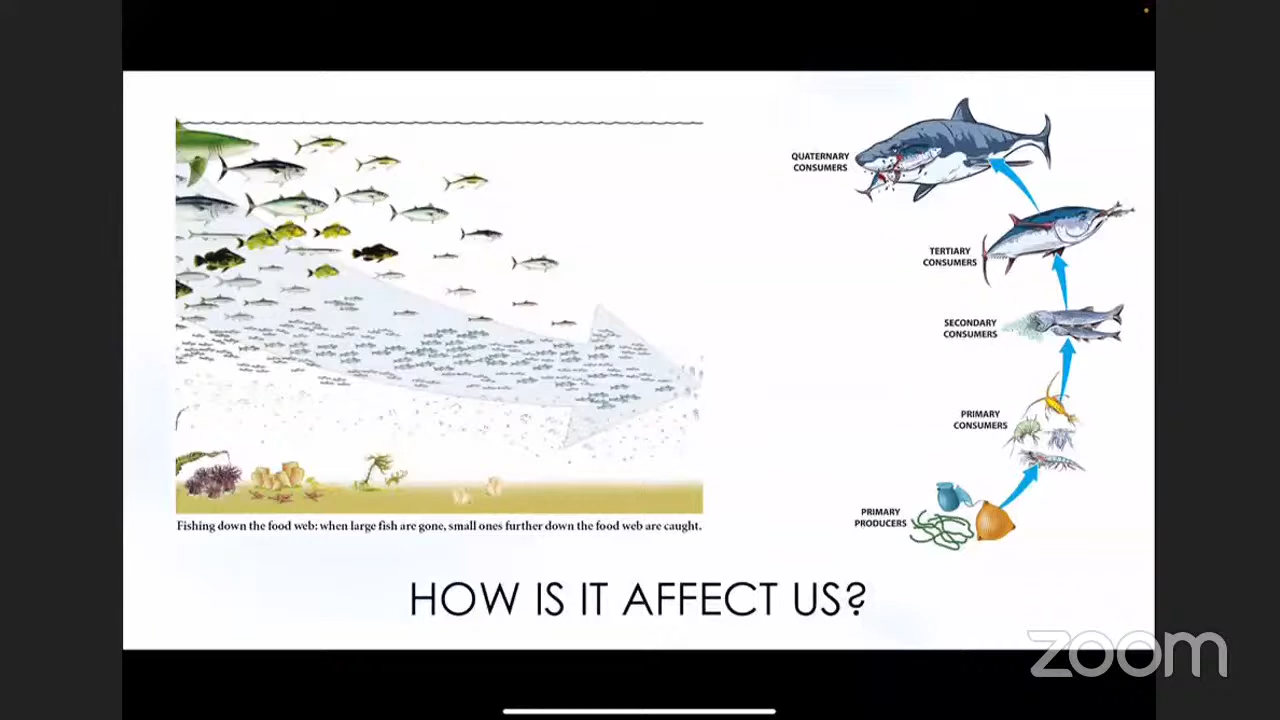 QUATERNARY
CONSUMERS
TERTIARY
CONSUMERS
SECONDARY
CONSUMERS
PRIMARY
CONSUMERS
PRIMARY
PRODUCERS
Fishing down the food web: when large fish are gone, small ones further down the food web are caught.
HOW IS IT AFFECT US?
zoom